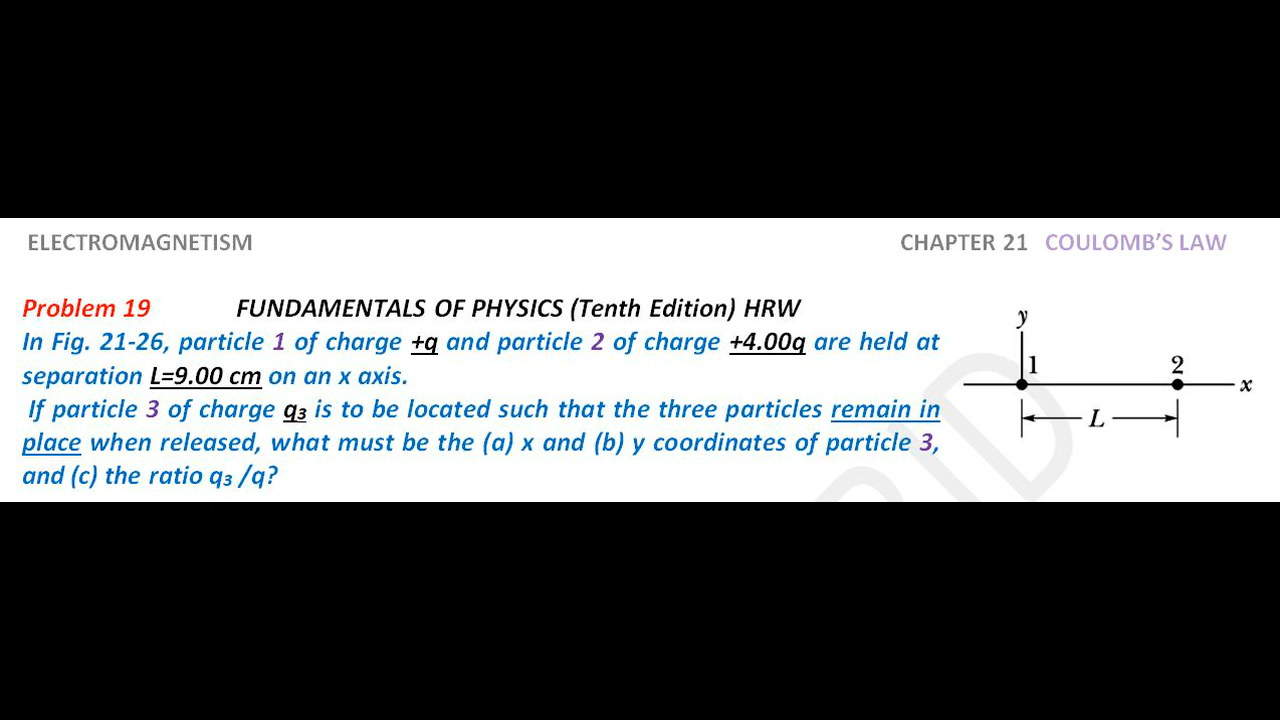 ELECTROMAGNETISM CHAPTER 21 COULOMB'S LAW
Problem 19 FUNDAMENTALS OF PHYSICS (Tenth Edition) HRW
In Fig. 21-26, particle 1 of charge +q and particle 2 of charge +4.00q are held at
separation L=9.00 cm on an x axis.
If particle 3 of charge q₃ is to be located such that the three particles remain in
place when released, what must be the (a) x and (b) y coordinates of particle 3,
and (c) the ratio q₃ /q?
y
1 2
x
L